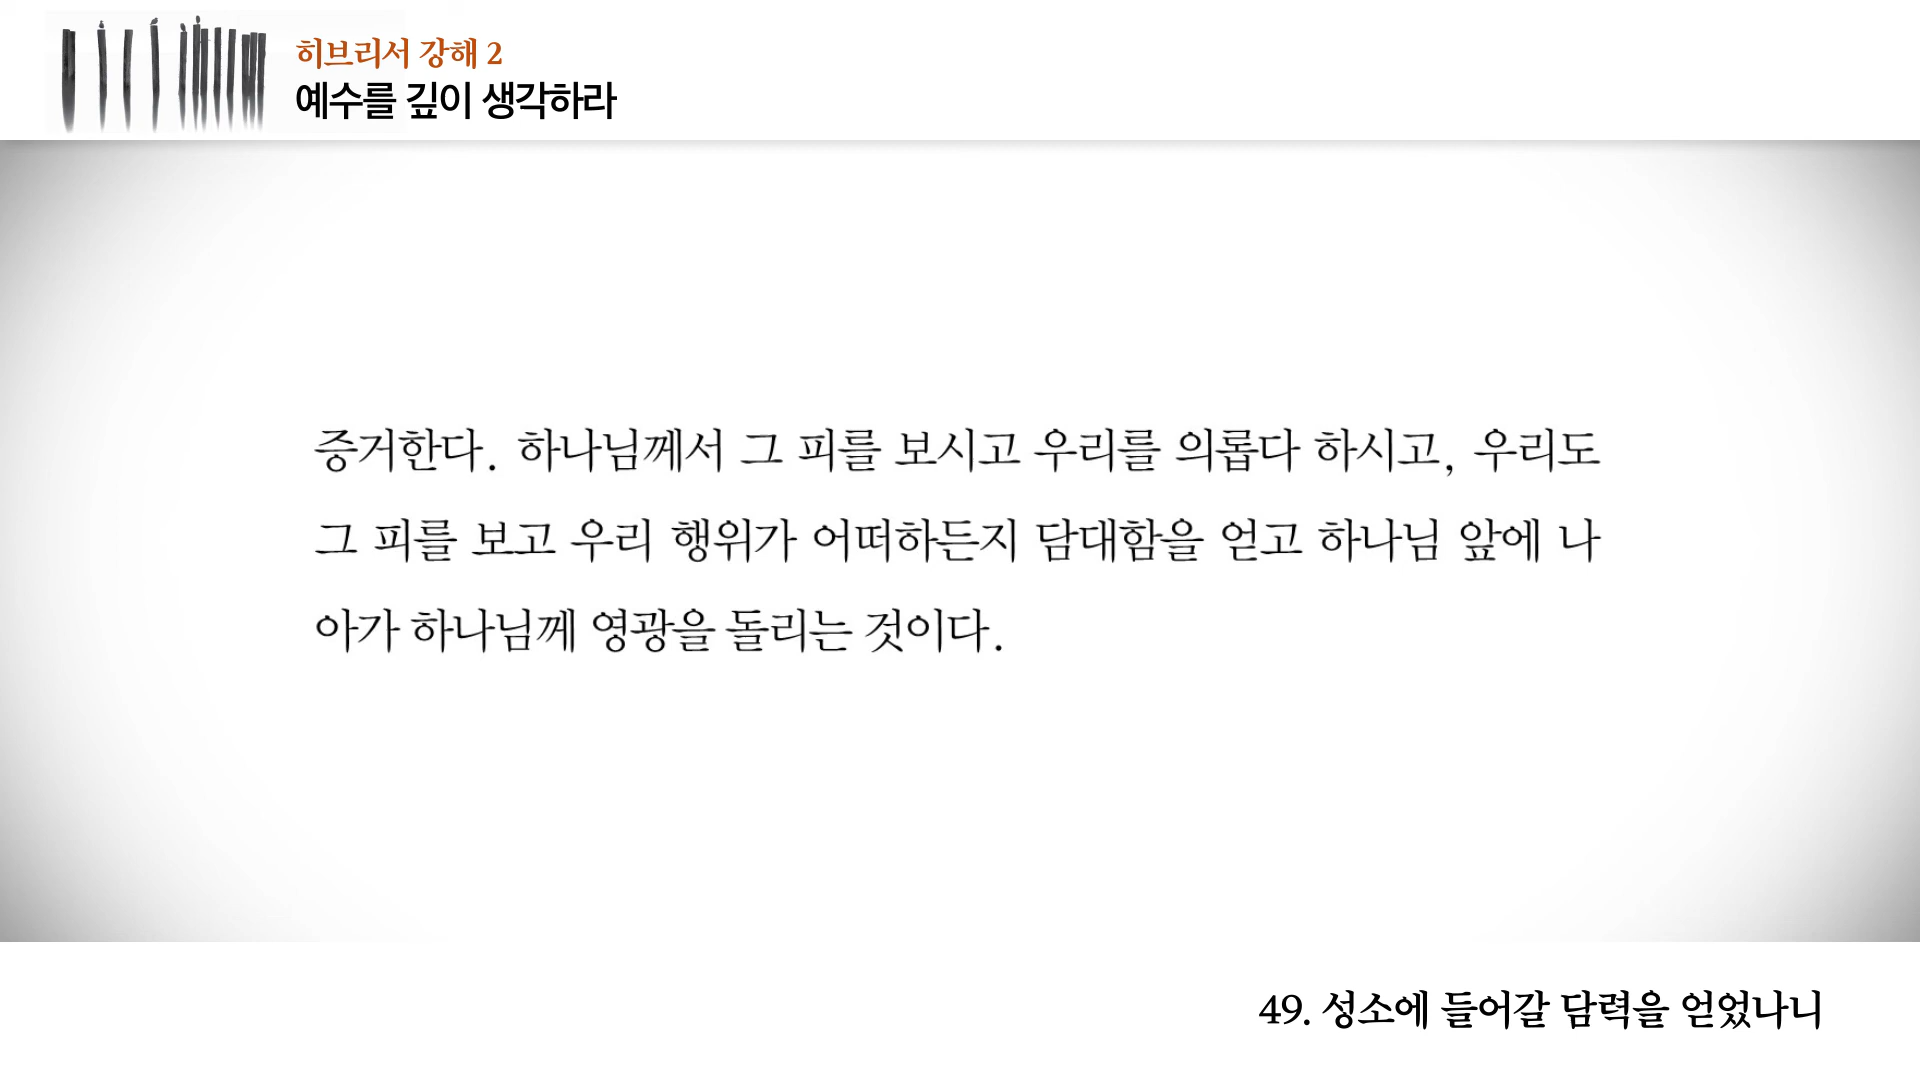 히브리서 강해 2
예수를 깊이 생각하라
증거한다. 하나님께서 그 피를 보시고 우리를 의롭다 하시고, 우리도
그 피를 보고 우리 행위가 어떠하든지 담대함을 얻고 하나님 앞에 나
아가 하나님께 영광을 돌리는 것이다.
49. 성소에 들어갈 담력을 얻었나니